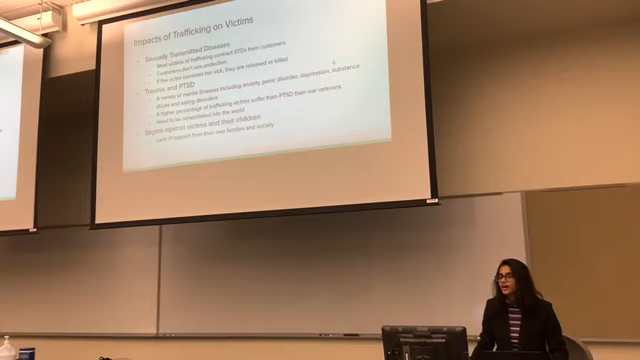 Impacts of Trafficking on Victims
Sexually Transmitted Diseases
Most victims of trafficking contract STDs from customers
Customers don't use protection
If the victim becomes too sick, they are released or killed
Trauma and PTSD
A variety of mental illnesses including anxiety, panic disorder, depression, substance
abuse and eating disorders
A higher percentage of trafficking victims suffer from PTSD than war veterans
Need to be reintroduced into the world
Stigma against victims and their children
Lack of support from their own families and society